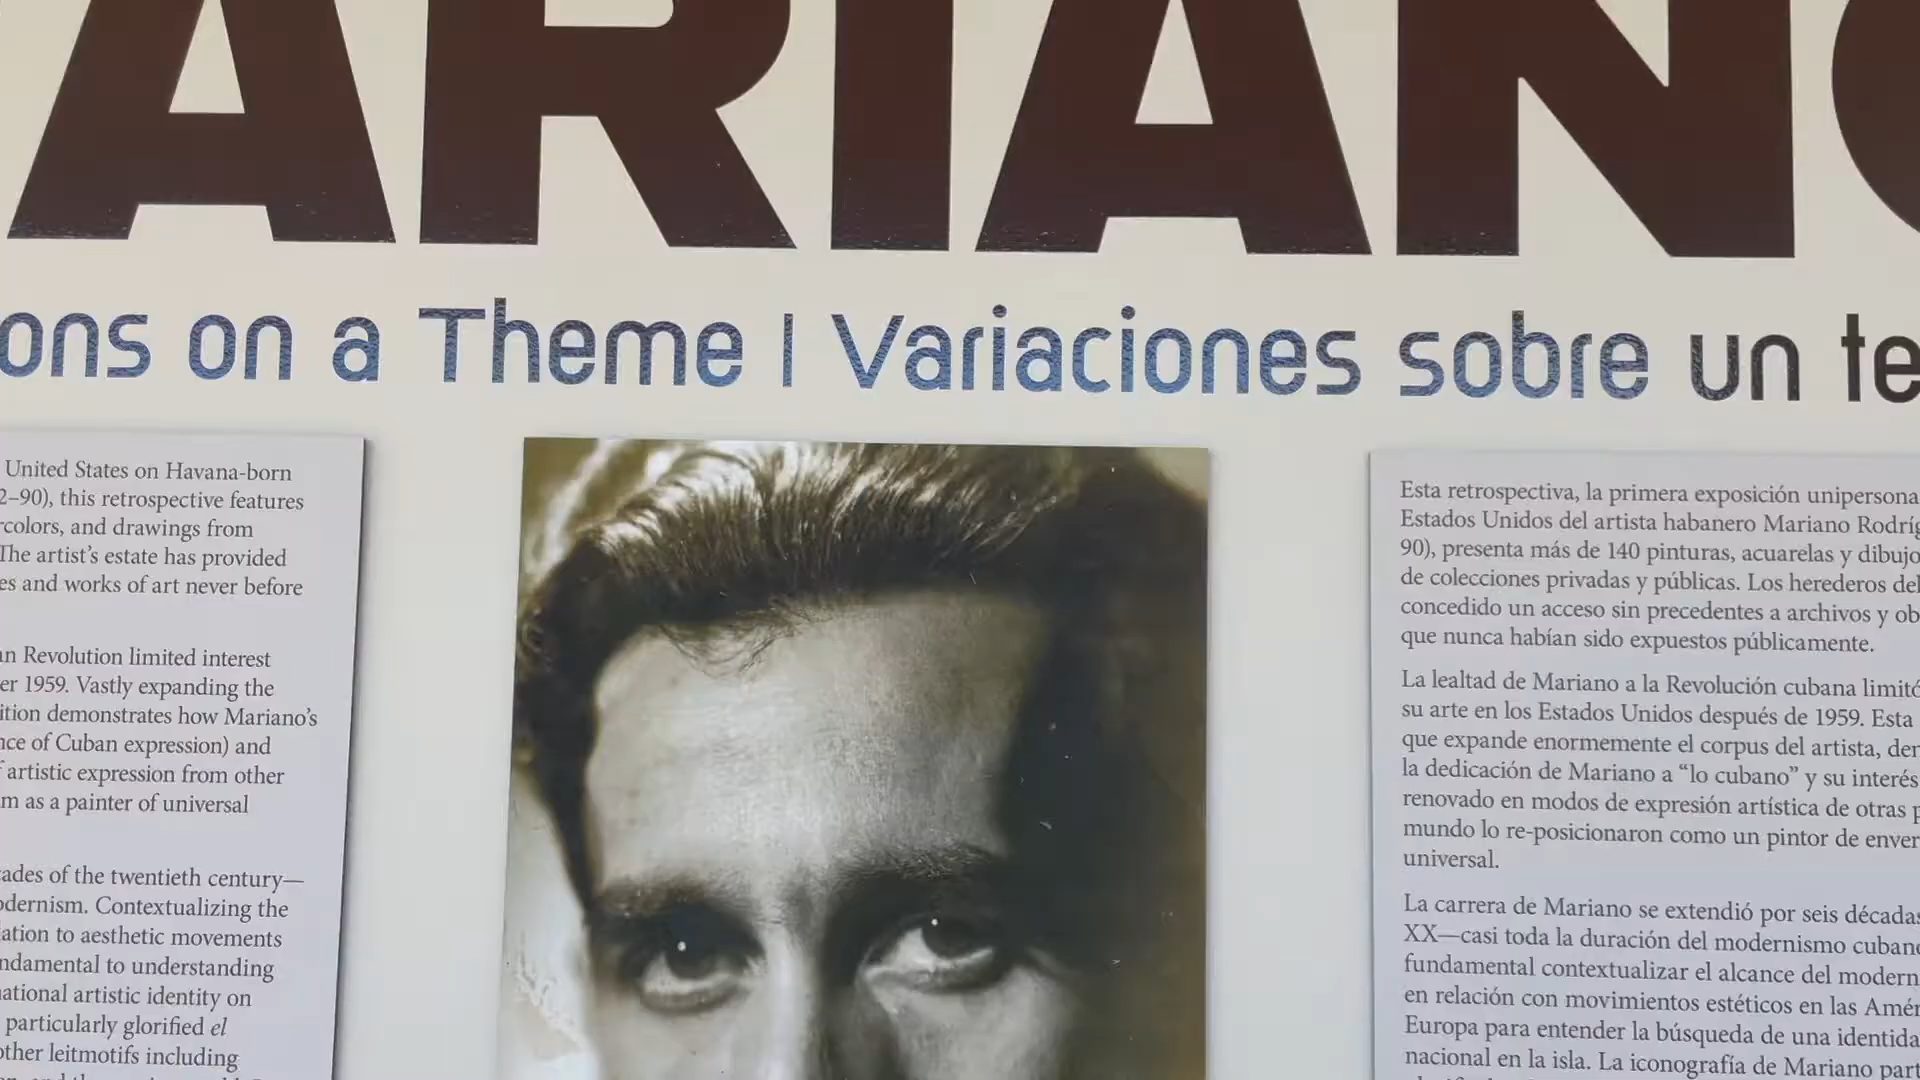 ARIANO
ons on a Theme | Variaciones sobre un te
United States on Havana-born
2–90), this retrospective features
rcolors, and drawings from
The artist’s estate has provided
es and works of art never before
an Revolution limited interest
er 1959. Vastly expanding the
ition demonstrates how Mariano’s
nce of Cuban expression) and
f artistic expression from other
m as a painter of universal
ades of the twentieth century—
odernism. Contextualizing the
ation to aesthetic movements
ndamental to understanding
national artistic identity on
particularly glorified el
other leitmotifs including
Esta retrospectiva, la primera exposición unipersona
Estados Unidos del artista habanero Mariano Rodríg
90), presenta más de 140 pinturas, acuarelas y dibujo
de colecciones privadas y públicas. Los herederos del
concedido un acceso sin precedentes a archivos y ob
que nunca habían sido expuestos públicamente.
La lealtad de Mariano a la Revolución cubana limitó
su arte en los Estados Unidos después de 1959. Esta
que expande enormemente el corpus del artista, den
la dedicación de Mariano a “lo cubano” y su interés
renovado en modos de expresión artística de otras p
mundo lo re-posicionaron como un pintor de enver
universal.
La carrera de Mariano se extendió por seis décadas
XX—casi toda la duración del modernismo cubano
fundamental contextualizar el alcance del modern
en relación con movimientos estéticos en las Amér
Europa para entender la búsqueda de una identida
nacional en la isla. La iconografía de Mariano part